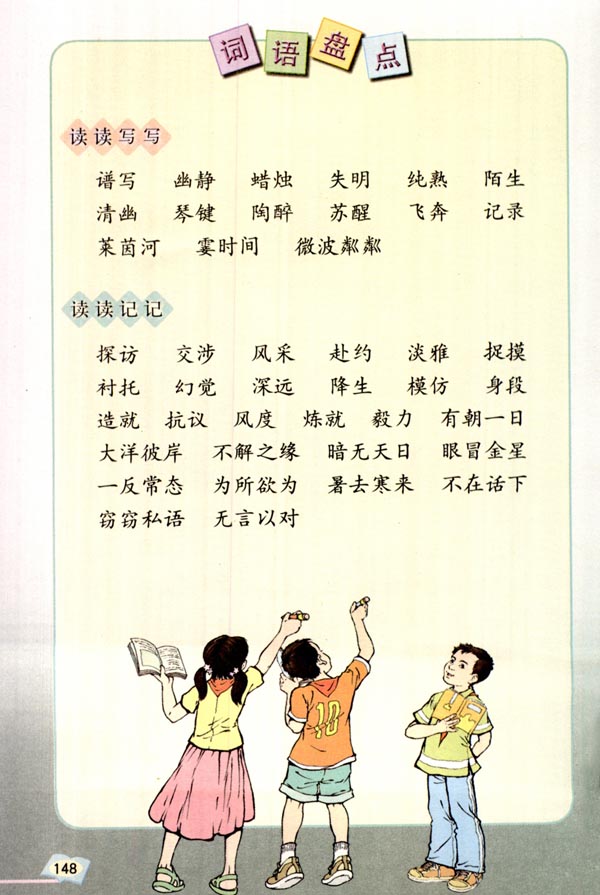 词语盘点
读读写写
谱写 幽静 蜡烛 失明 纯熟 陌生
清幽 琴键 陶醉 苏醒 飞奔 记录
莱茵河 霎时间 微波粼粼
读读记记
探访 交涉 风采 赴约 淡雅 捉摸
衬托 幻觉 深远 降生 模仿 身段
造就 抗议 风度 炼就 毅力 有朝一日
大洋彼岸 不解之缘 暗无天日 眼冒金星
一反常态 为所欲为 暑去寒来 不在话下
窃窃私语 无言以对
10
148